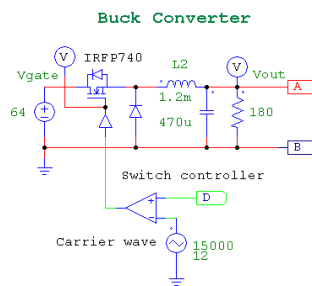 Buck Converter
V
IRFP740
L2
V
Vgate
Vout
A
1.2m
64
470u
180
B
Switch controller
D
Carrier wave
15000
12